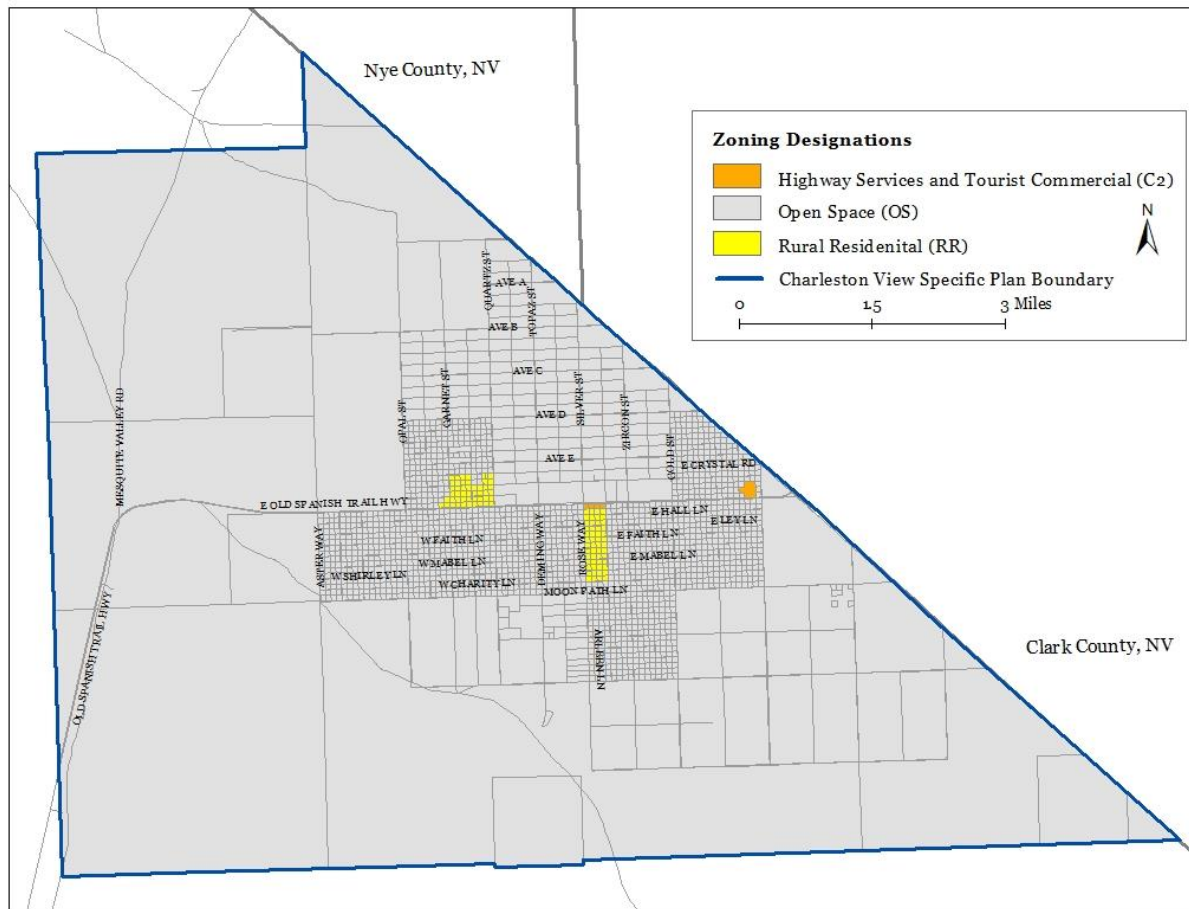 Nye County, NV
Zoning Designations
Highway Services and Tourist Commercial (C2)
Open Space (OS)
Rural Residenital (RR)
Charleston View Specific Plan Boundary
N
0 1.5 3 Miles
QUARTZ ST
AVE A
TOPAZ ST
AVE B
AVE C
GARNET ST
SILVER ST
MESQUITE VALLEY RD
OPAL ST
AVE D
ZIRCON ST
AVE E
GOLD ST
E CRYSTAL RD
E OLD SPANISH TRAIL HWY
E HALL LN
E LEY LN
ASTER WAY
W FAITH LN
DEMING WAY
ROSE WAY
E FAITH LN
W MABEL LN
E MABEL LN
W SHIRLEY LN
W CHARITY LN
MOON PATH LN
OLD SPANISH TRAIL HWY
Clark County, NV